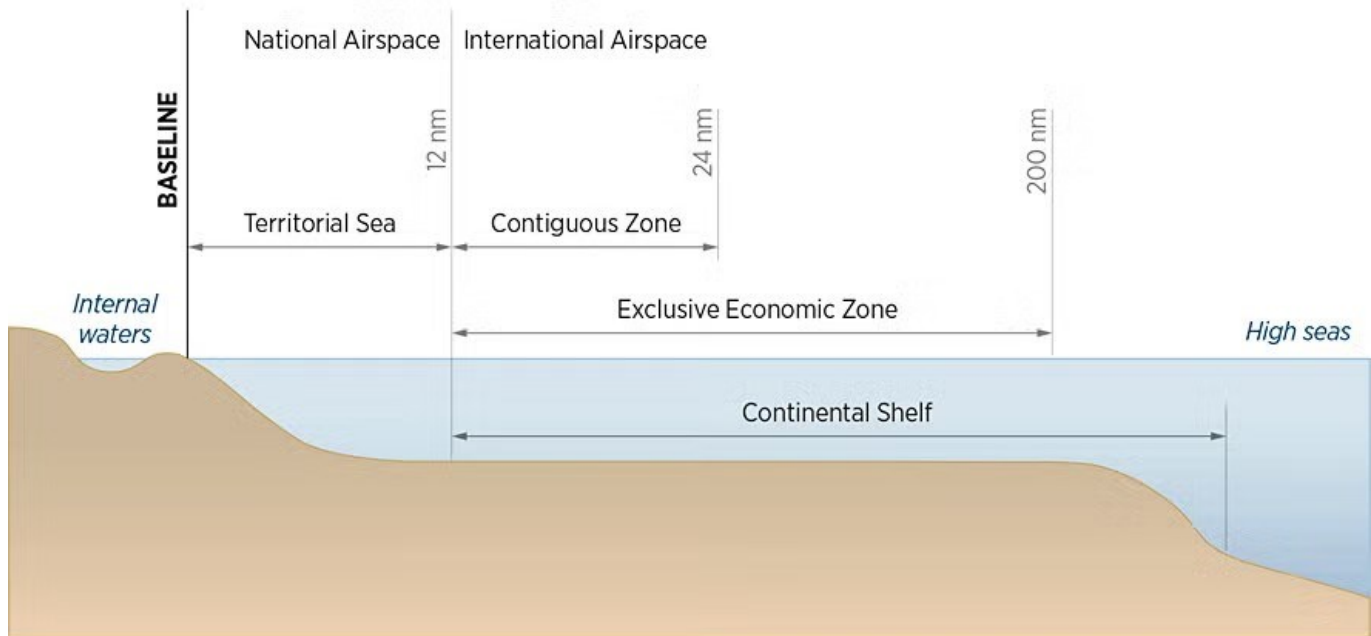 National Airspace
International Airspace
BASELINE
12 nm
24 nm
200 nm
Territorial Sea
Contiguous Zone
Internal
waters
Exclusive Economic Zone
High seas
Continental Shelf